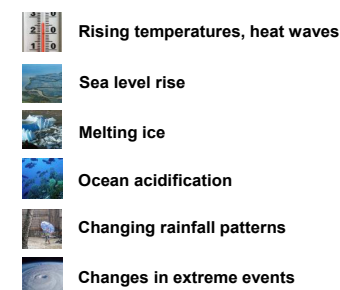 Rising temperatures, heat waves
Sea level rise
Melting ice
Ocean acidification
Changing rainfall patterns
Changes in extreme events